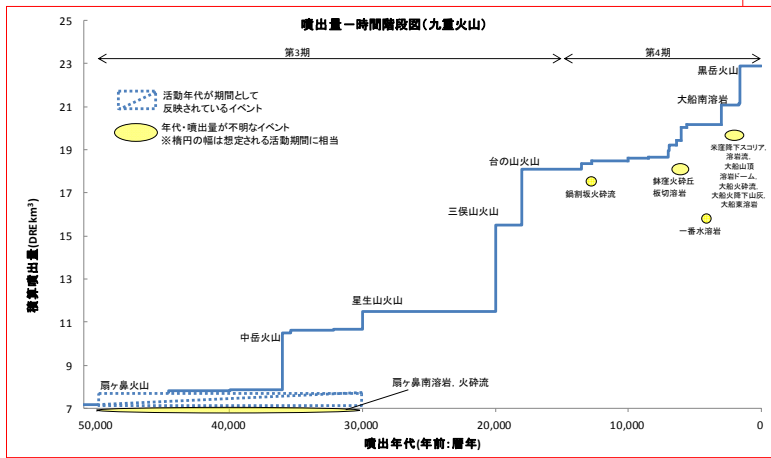 噴出量－時間階段図（九重火山）
第3期
第4期
活動年代が期間として
反映されているイベント
年代・噴出量が不明なイベント
※楕円の幅は想定される活動期間に相当
黒岳火山
大船南溶岩
米窪降下スコリア,
溶岩流,
大船山頂
溶岩ドーム,
大船火砕流,
大船火降下山灰,
大船東溶岩
台の山火山
鍋割坂火砕流
鉢窪火砕丘
板切溶岩
三俣山火山
一番水溶岩
星生山火山
中岳火山
扇ヶ鼻火山
扇ヶ鼻南溶岩，火砕流
積算噴出量(DREkm³)
25
23
21
19
17
15
13
11
9
7
50,000
40,000
30,000
20,000
10,000
0
噴出年代(年前：暦年)